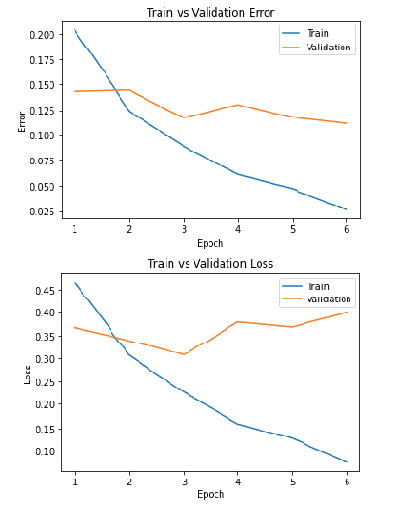 Train vs Validation Error
0.200
0.175
0.150
0.125
0.100
0.075
0.050
0.025
Error
Train
Validation
1 2 3 4 5 6
Epoch
Train vs Validation Loss
0.45
0.40
0.35
0.30
0.25
0.20
0.15
0.10
Loss
Train
Validation
1 2 3 4 5 6
Epoch